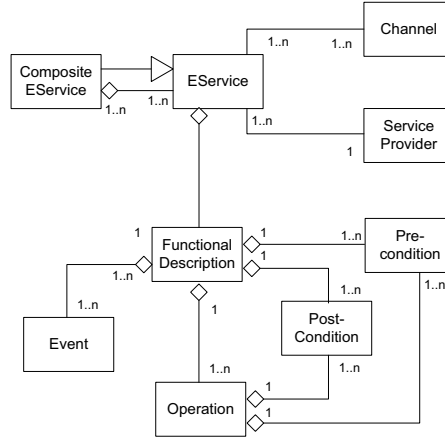 Channel
1..n
1..n
Composite
EService
EService
1..n
1..n
1..n
Service
Provider
1
1
Functional
Description
1
1..n
Pre-
condition
1..n
1
1..n
1..n
1
1..n
Post-
Condition
Event
1..n
1..n
Operation
1
1